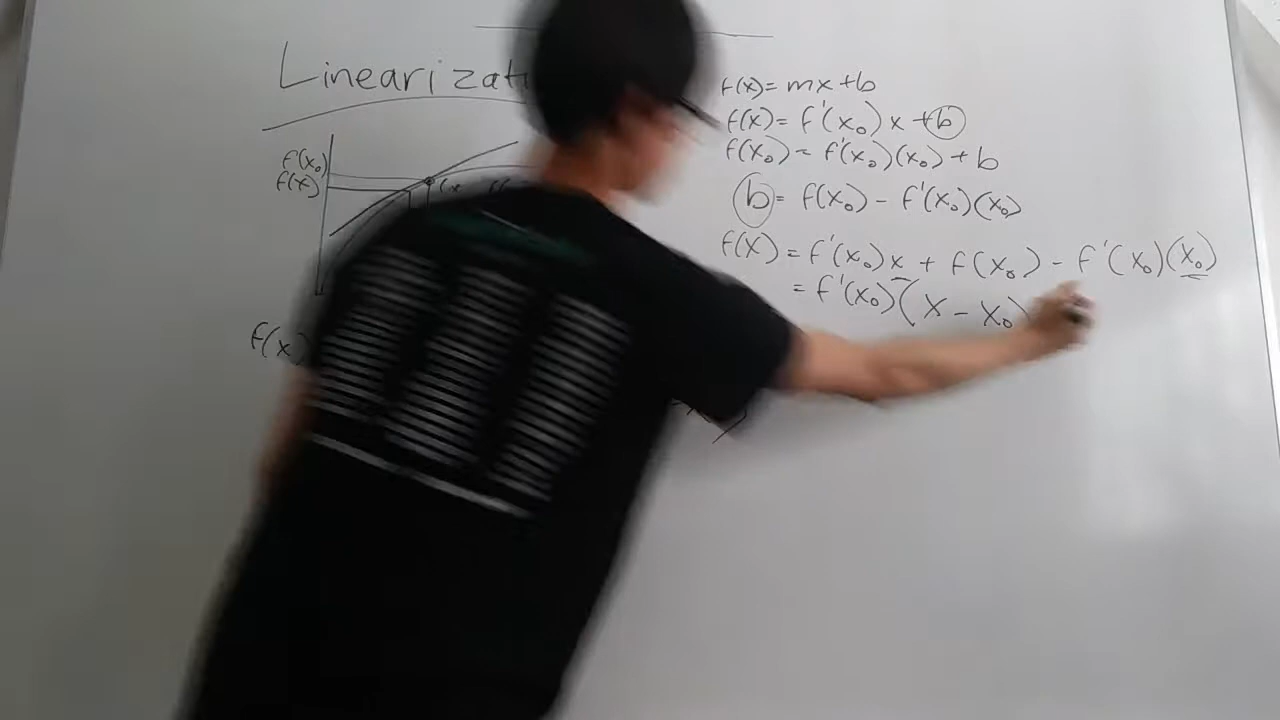 Linearizat
f'(x₀)
f(x)
f(x
f(x) = mx + b
f(x) = f'(x₀) x + b
f(x₀) = f'(x₀)(x₀) + b
b = f(x₀) - f'(x₀)(x₀)
f(x) = f'(x₀)x + f(x₀) - f'(x₀)(x₀)
= f'(x₀)(x - x₀)